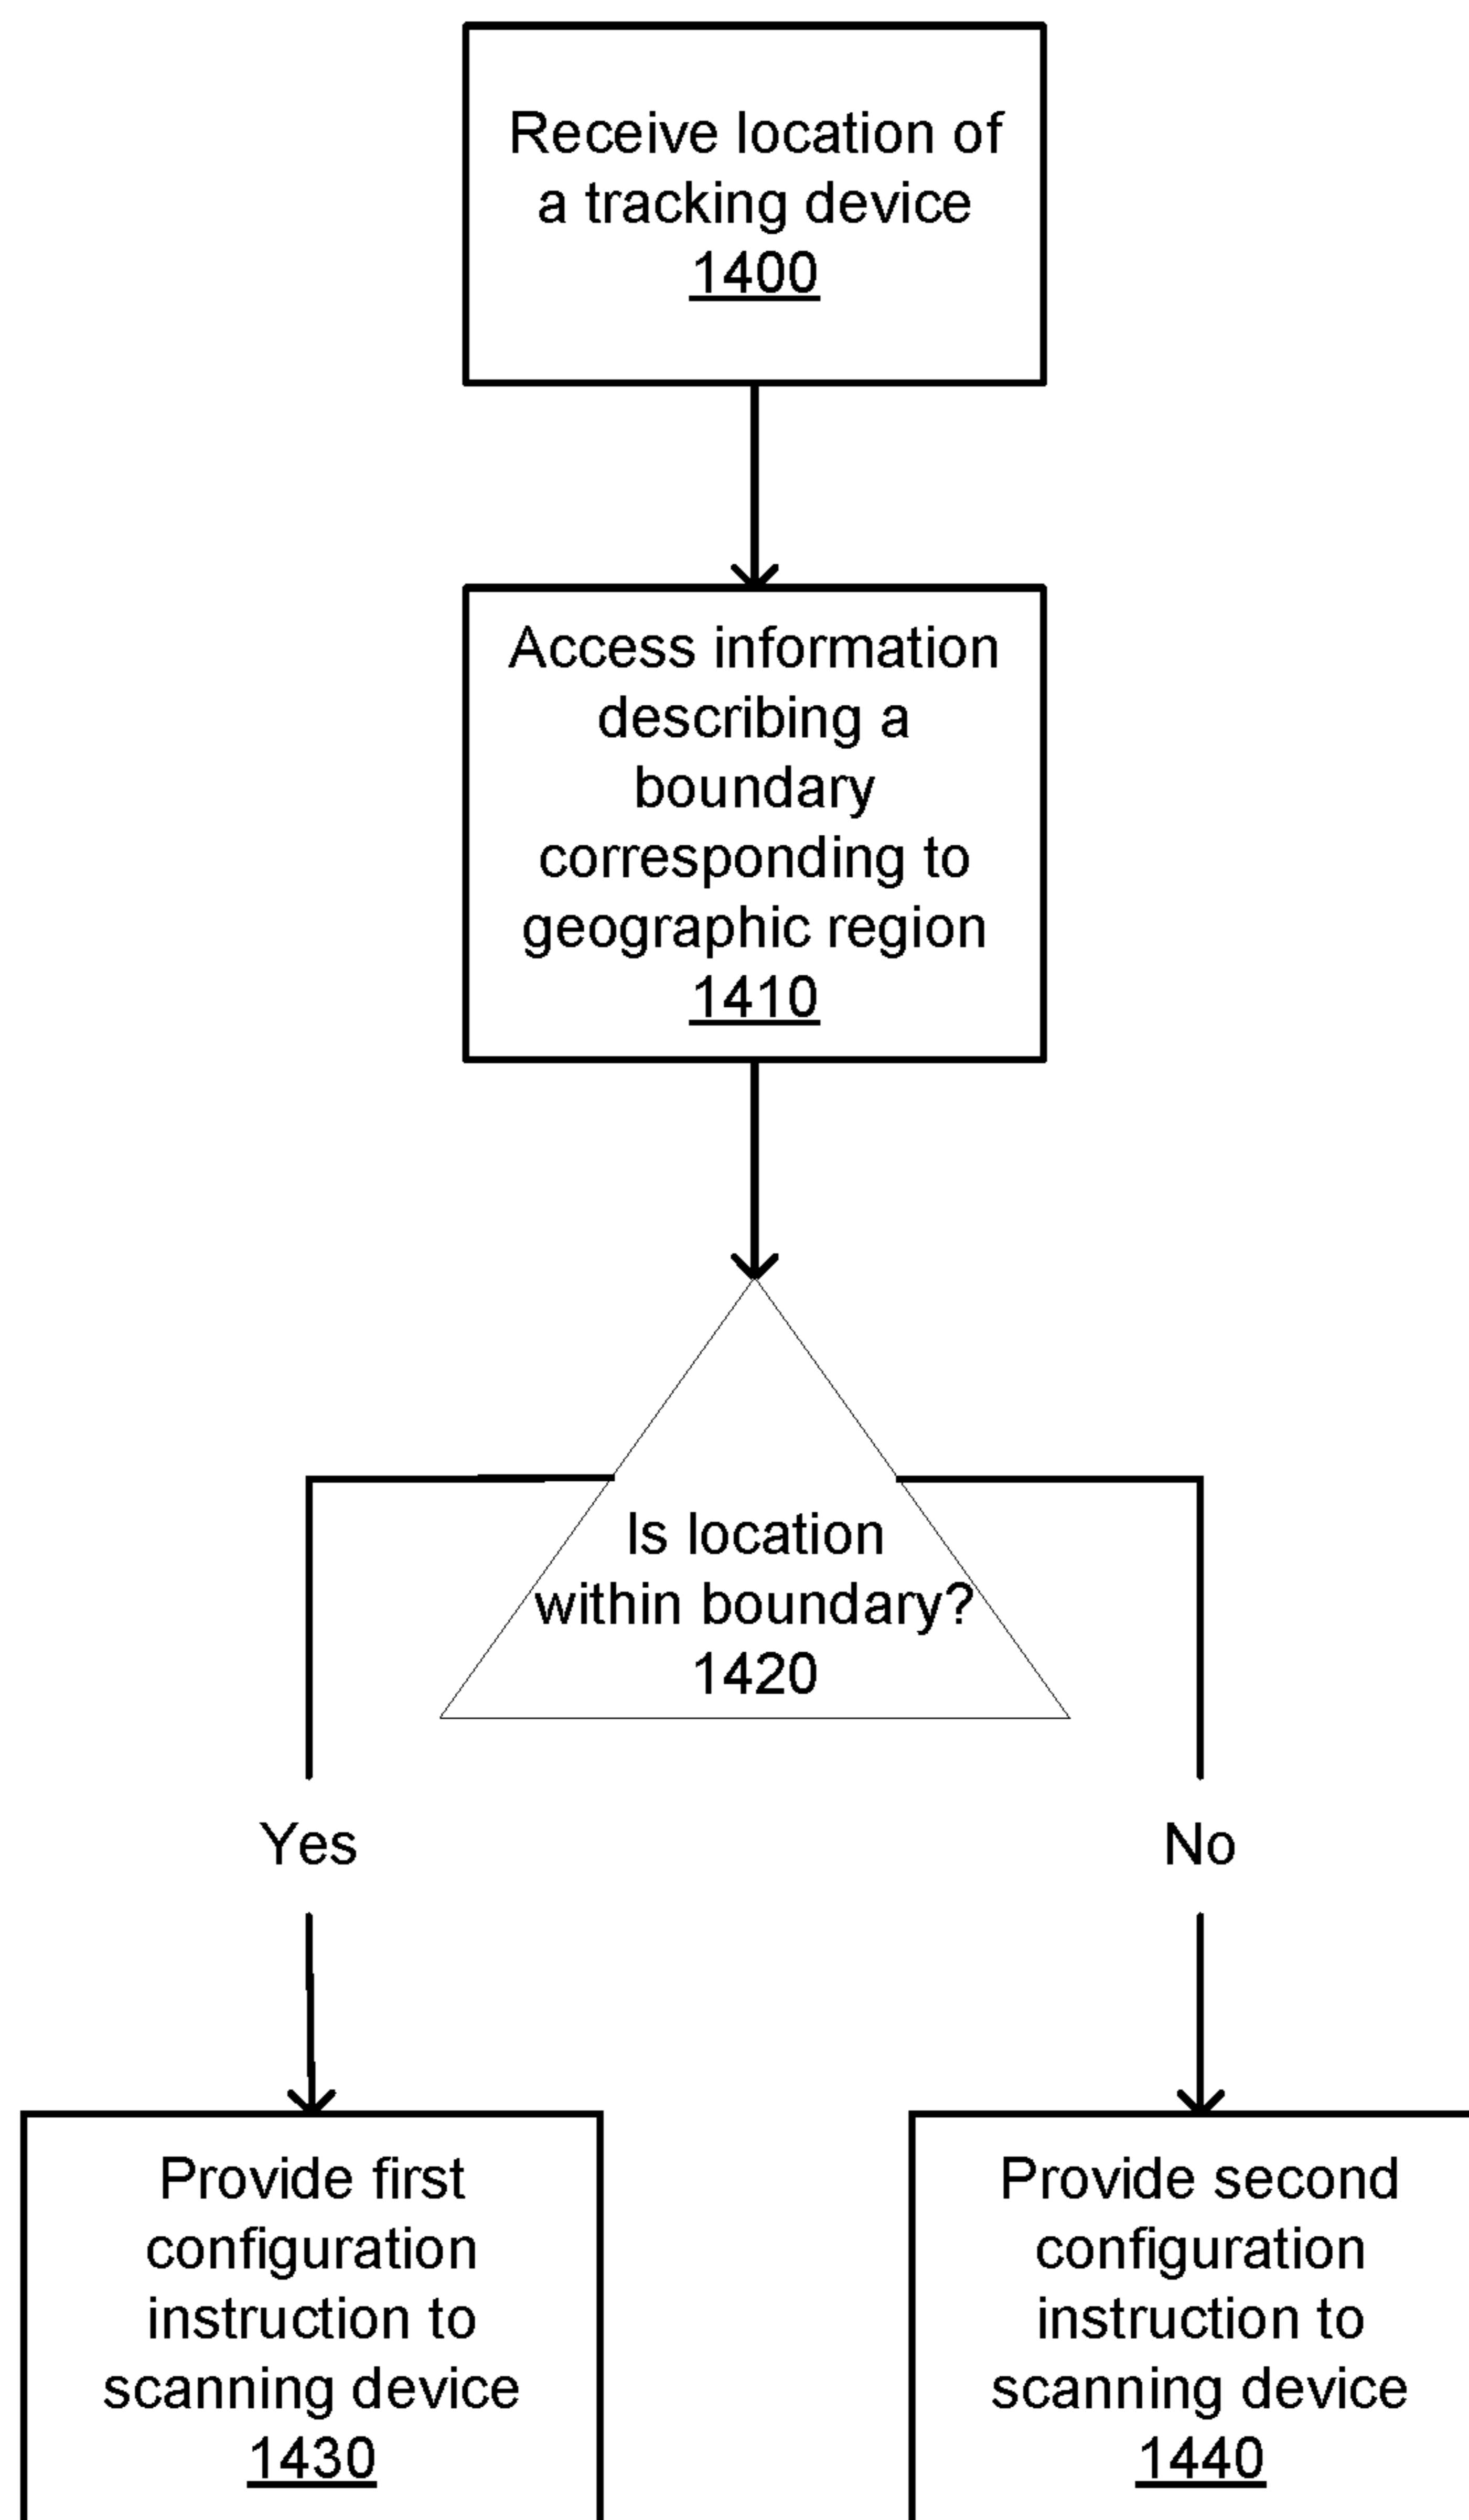 Receive location of
a tracking device
1400
Access information
describing a
boundary
corresponding to
geographic region
1410
Is location
within boundary?
1420
Yes
No
Provide first
configuration
instruction to
scanning device
1430
Provide second
configuration
instruction to
scanning device
1440